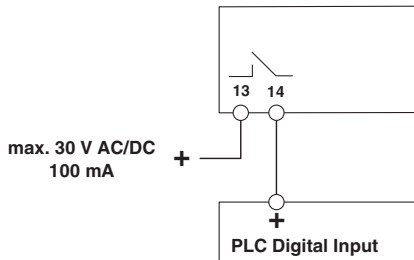 13 14
max. 30 V AC/DC
100 mA
+
+
PLC Digital Input